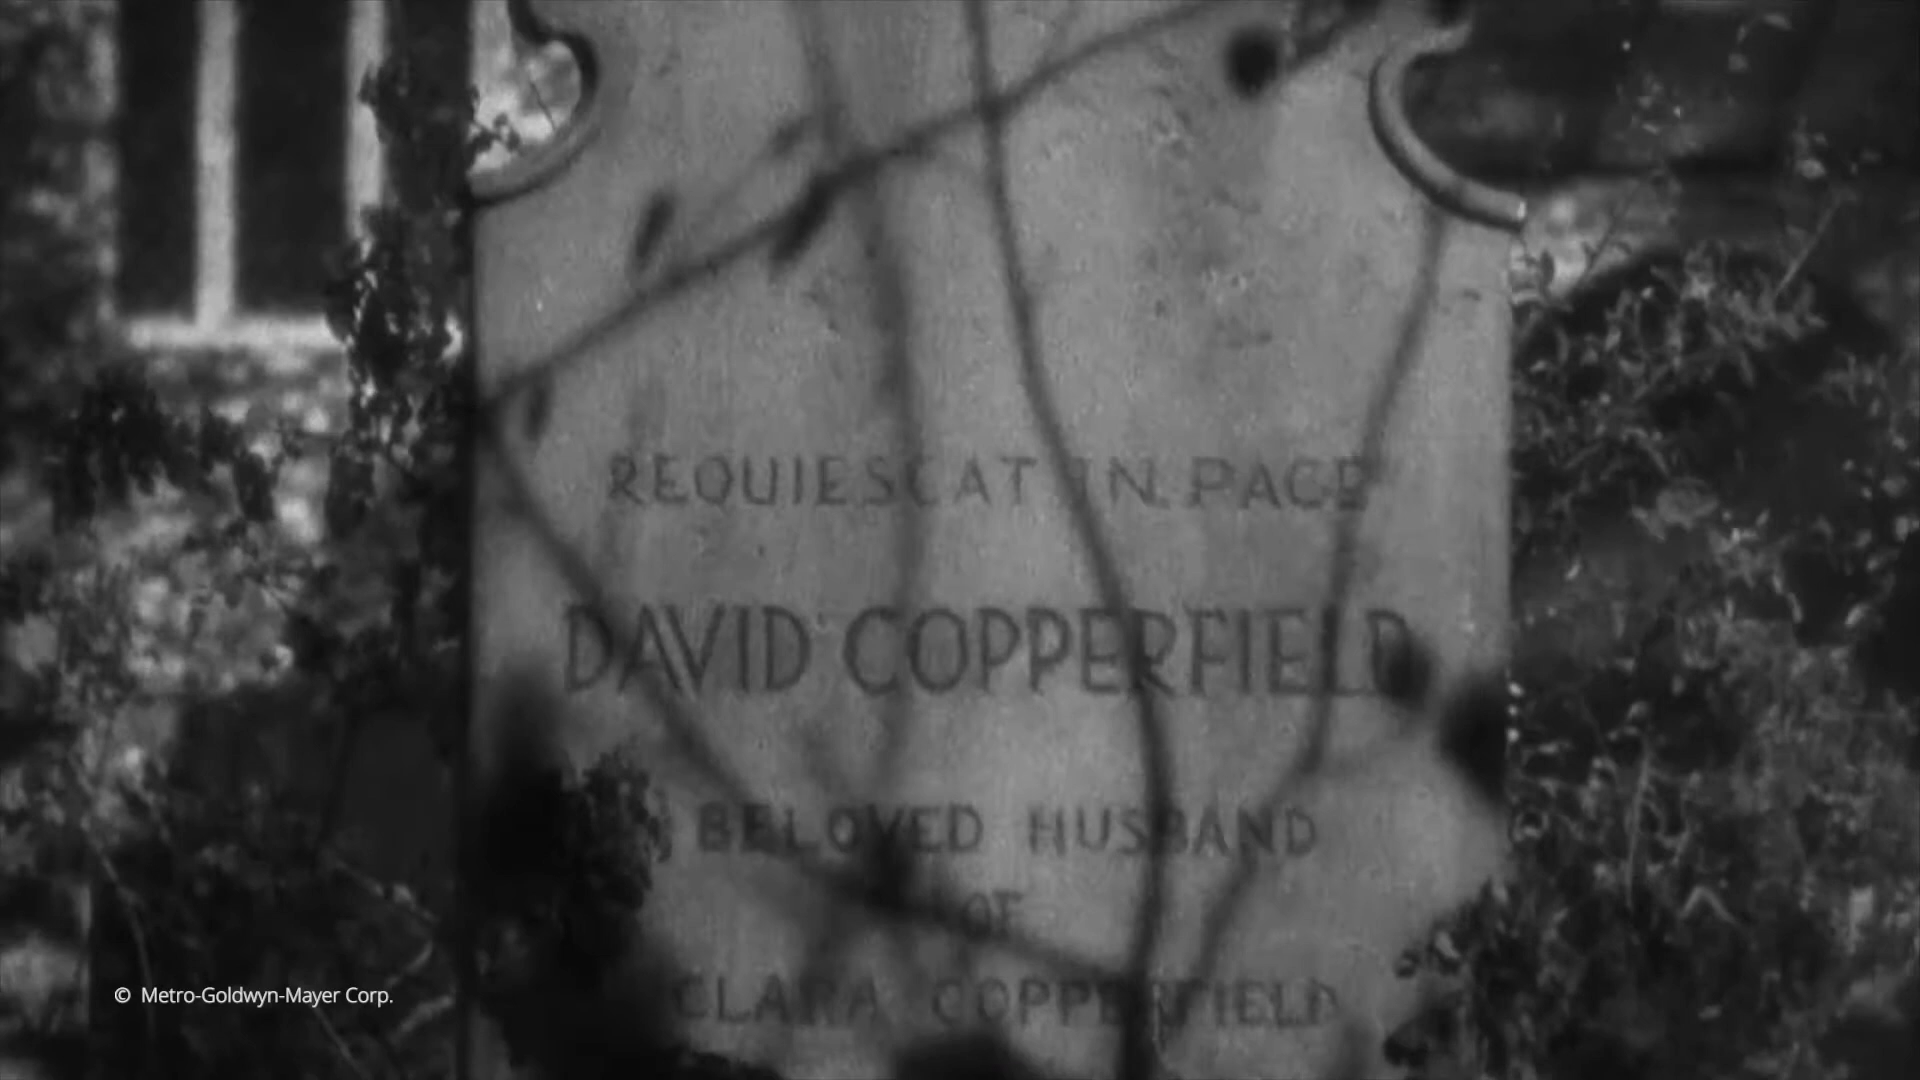 REQUIESCAT IN PACE
DAVID COPPERFIELD
BELOVED HUSBAND
OF
CLARA COPPERFIELD
© Metro-Goldwyn-Mayer Corp.